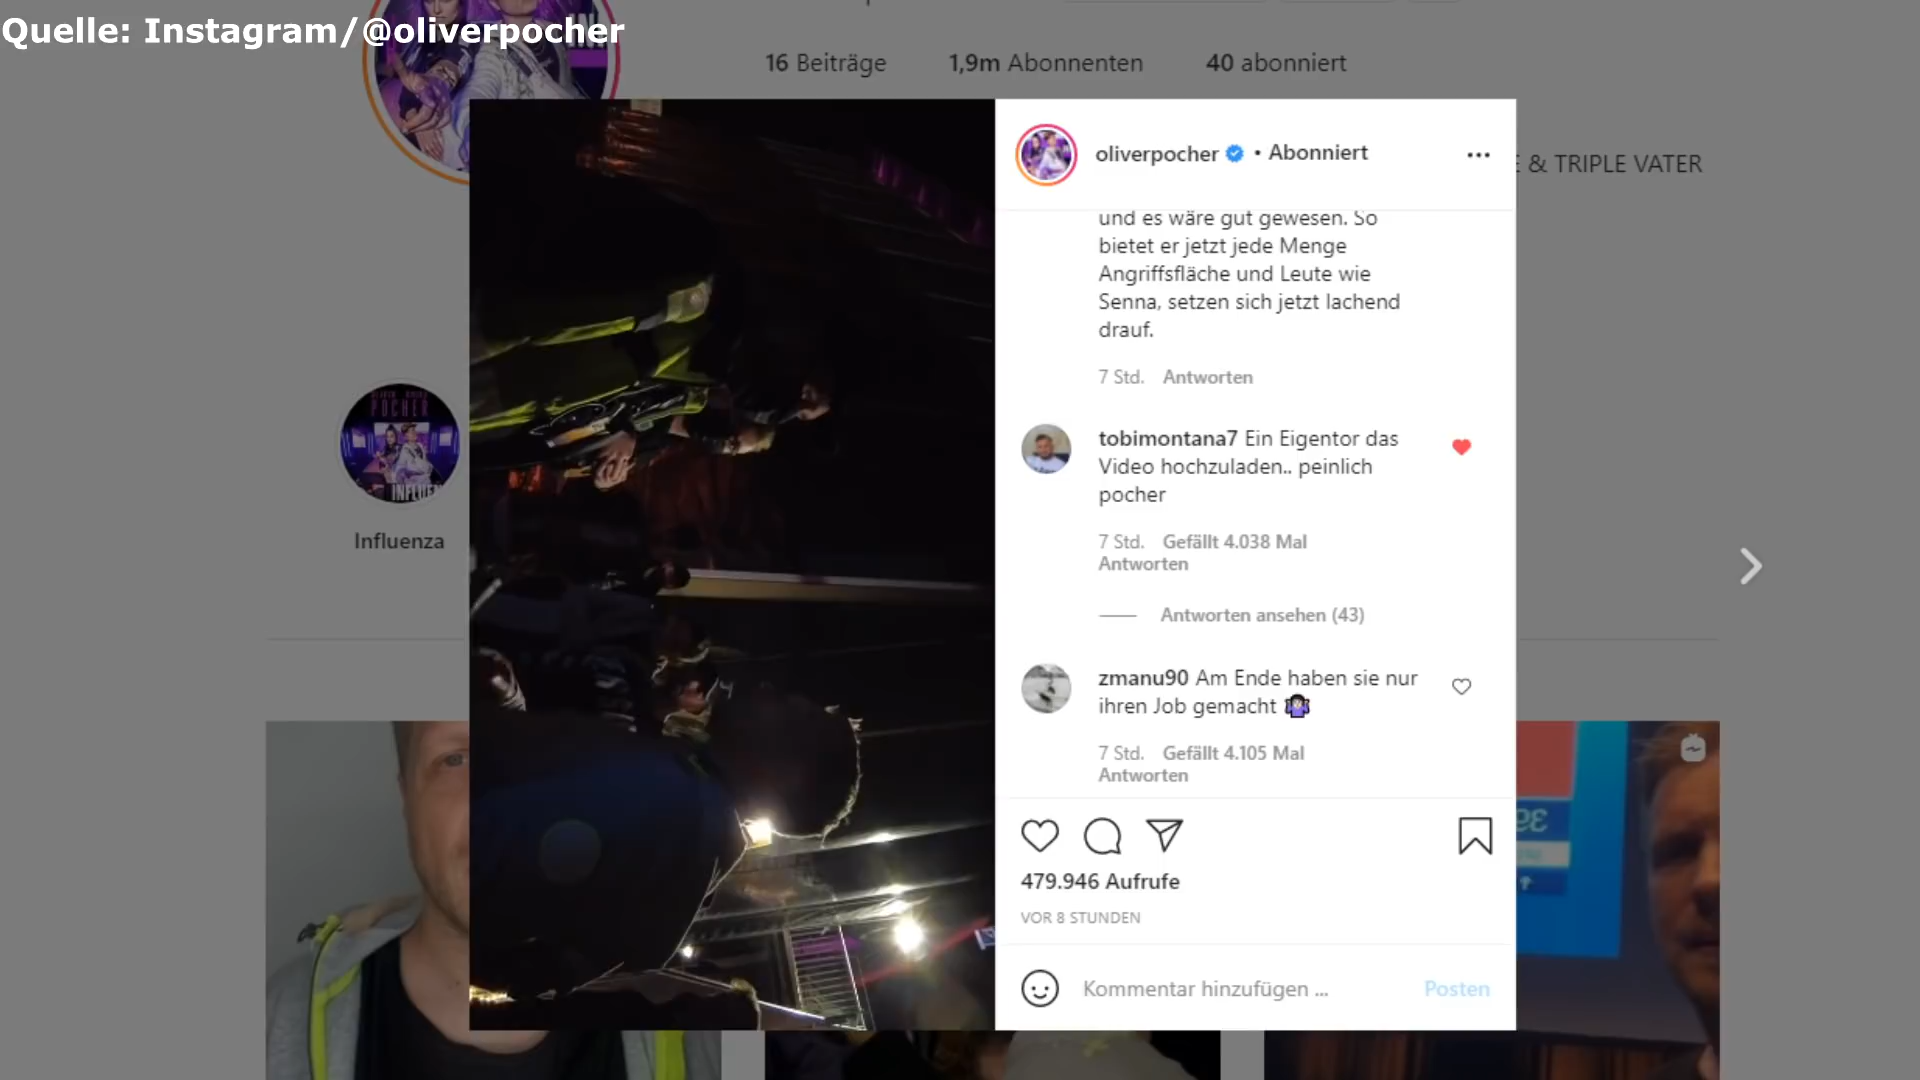 Quelle: Instagram/@oliverpocher
16 Beiträge 1,9m Abonnenten 40 abonniert
& TRIPLE VATER
oliverpocher • Abonniert
und es wäre gut gewesen. So
bietet er jetzt jede Menge
Angriffsfläche und Leute wie
Senna, setzen sich jetzt lachend
drauf.
7 Std. Antworten
POCHER
INFLUEN
Influenza
tobimontana7 Ein Eigentor das
Video hochzuladen.. peinlich
pocher
7 Std. Gefällt 4.038 Mal
Antworten
Antworten ansehen (43)
zmanu90 Am Ende haben sie nur
ihren Job gemacht 🤷🏻‍♀️
7 Std. Gefällt 4.105 Mal
Antworten
479.946 Aufrufe
VOR 8 STUNDEN
Kommentar hinzufügen ... Posten